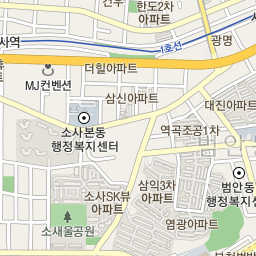 건우
한도2차
아파트
광명
사역
1호선
더힐아파트
MJ컨벤션
삼신아파트
대진아파트
소사본동
행정복지센터
역곡조공1차
범안동
행정복지센
소사SK뷰
아파트
삼익3차
아파트
염광아파트
소새울공원